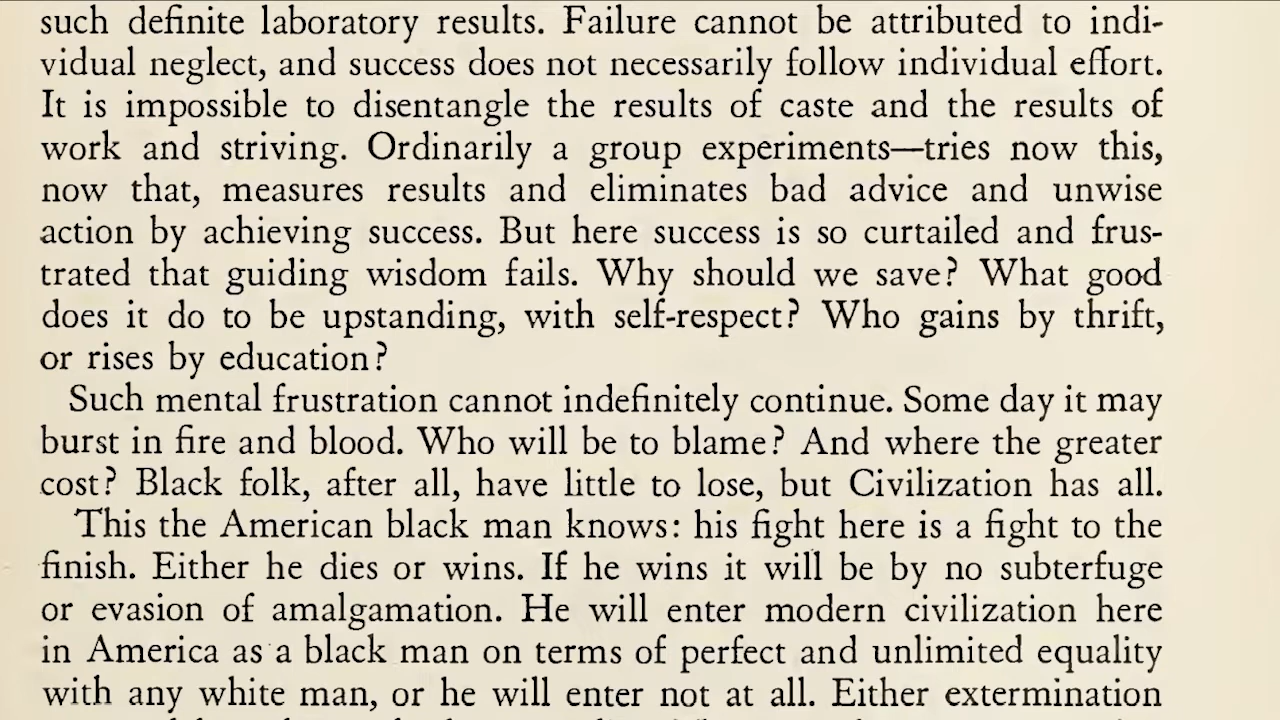 such definite laboratory results. Failure cannot be attributed to indi-
vidual neglect, and success does not necessarily follow individual effort.
It is impossible to disentangle the results of caste and the results of
work and striving. Ordinarily a group experiments—tries now this,
now that, measures results and eliminates bad advice and unwise
action by achieving success. But here success is so curtailed and frus-
trated that guiding wisdom fails. Why should we save? What good
does it do to be upstanding, with self-respect? Who gains by thrift,
or rises by education?
Such mental frustration cannot indefinitely continue. Some day it may
burst in fire and blood. Who will be to blame? And where the greater
cost? Black folk, after all, have little to lose, but Civilization has all.
This the American black man knows: his fight here is a fight to the
finish. Either he dies or wins. If he wins it will be by no subterfuge
or evasion of amalgamation. He will enter modern civilization here
in America as a black man on terms of perfect and unlimited equality
with any white man, or he will enter not at all. Either extermination